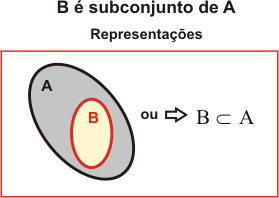 B é subconjunto de A
Representações
A
B
ou ⇨ B ⊂ A